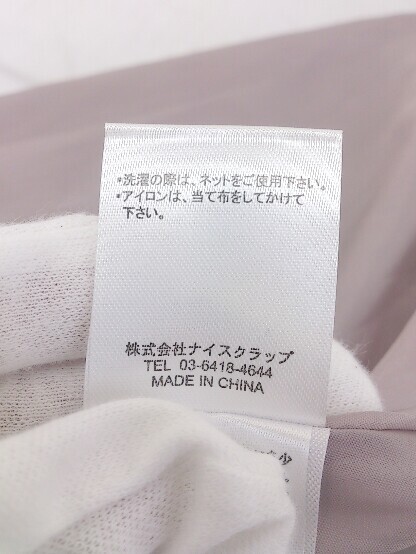 ・洗濯の際は、ネットをご使用下さい。
・アイロンは、当て布をしてかけて
下さい。
株式会社ナイスクラップ
TEL 03-6418-4644
MADE IN CHINA